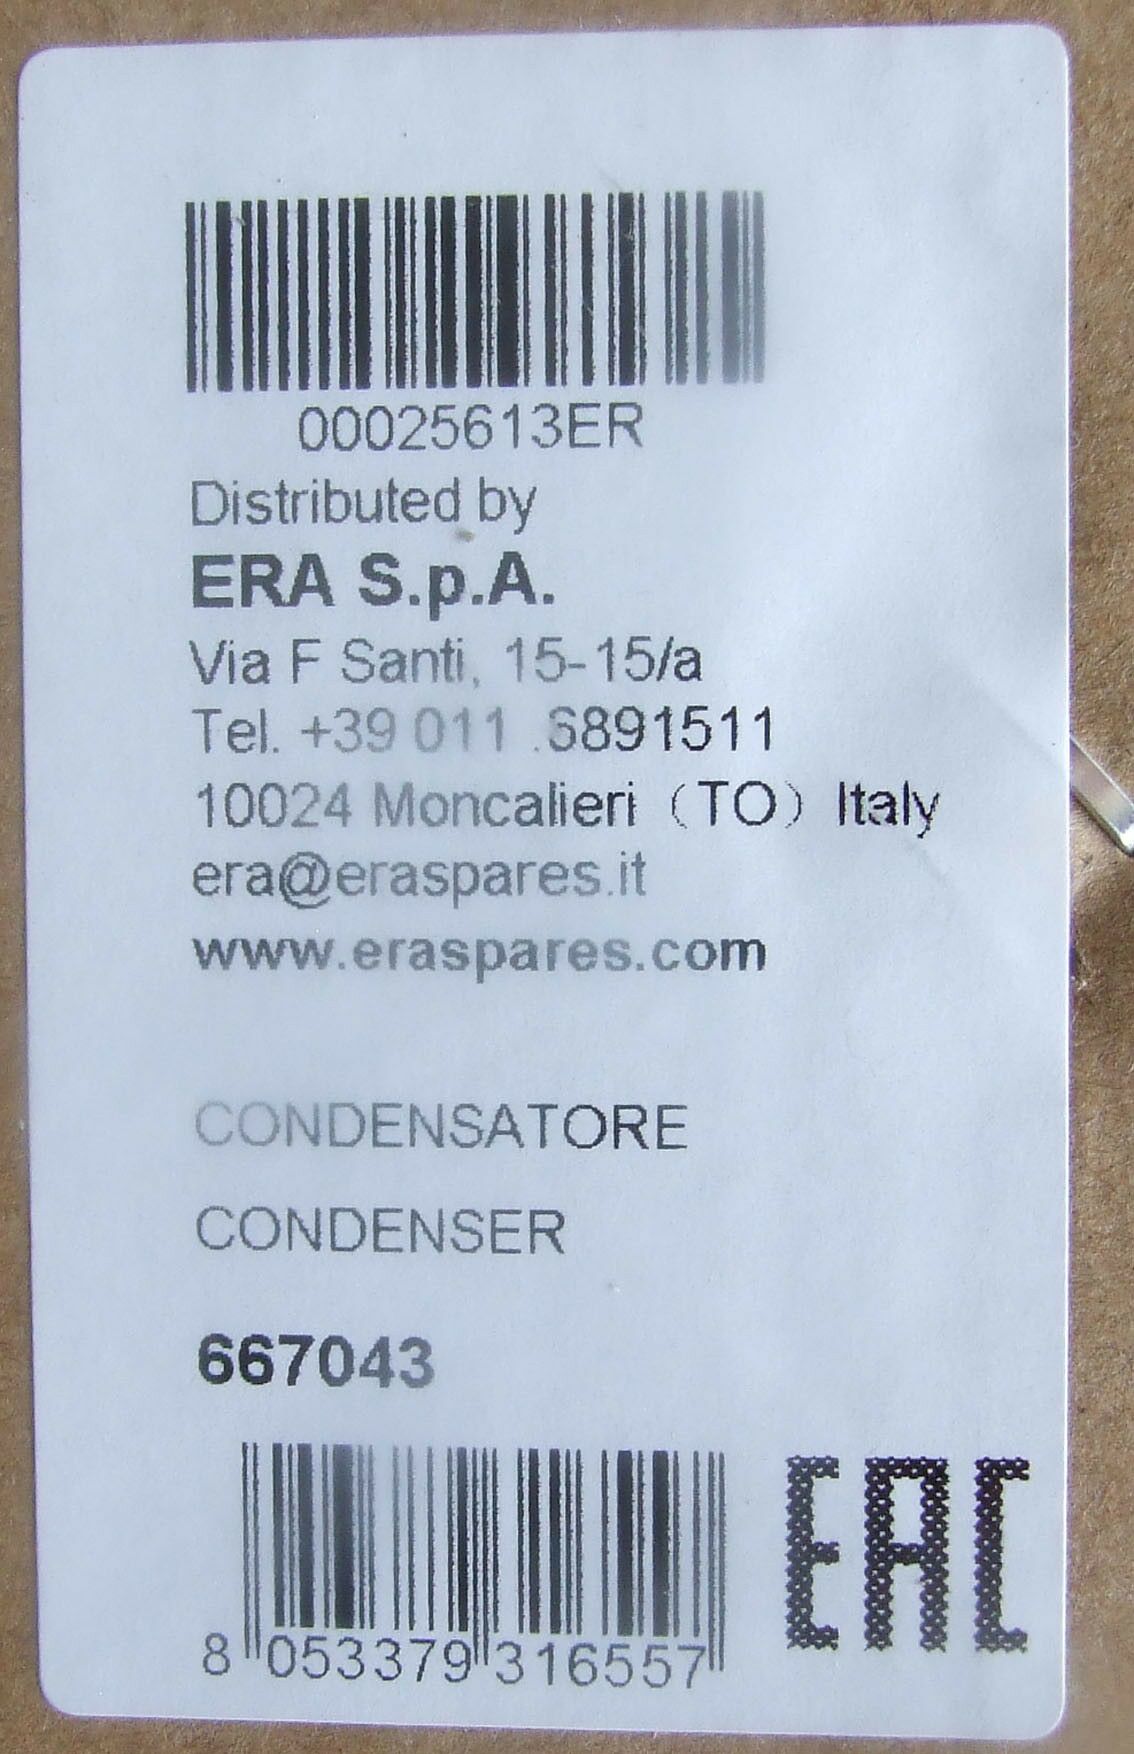 00025613ER
Distributed by
ERA S.p.A.
Via F Santi, 15-15/a
Tel. +39 011 .6891511
10024 Moncalieri (TO) Italy
era@eraspares.it
www.eraspares.com
CONDENSATORE
CONDENSER
667043
8 053379 316557
EAC